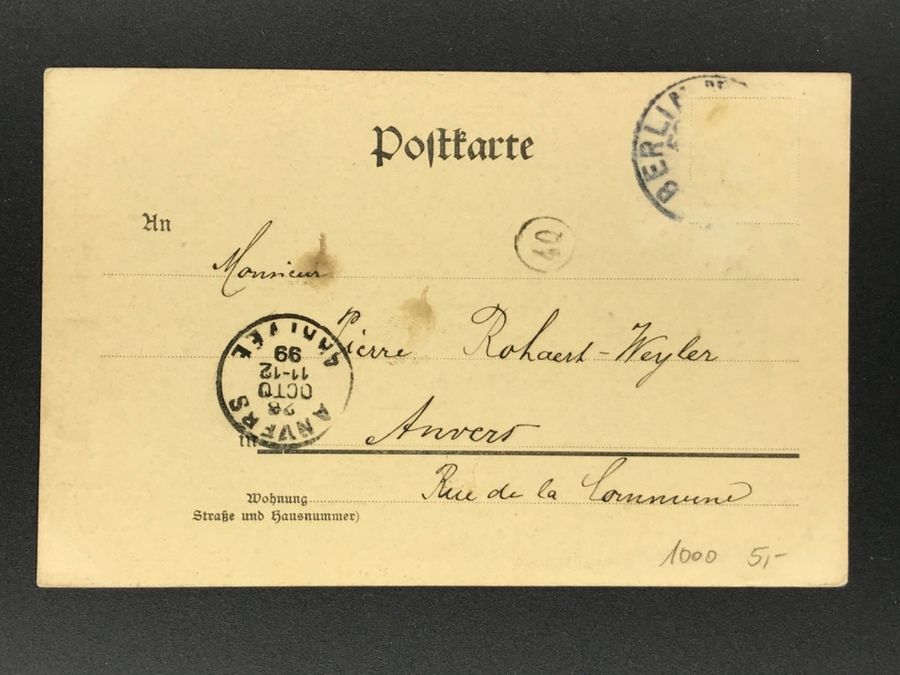 Postkarte
BERLIN
An
40
Monsieur
Pierre Rohaert-Weyler
ANVERS
28
OCTO
11-12
99
ARRIVEE
in Anvers
Rue de la Commune
Wohnung
Straße und Hausnummer)
1000 5,-